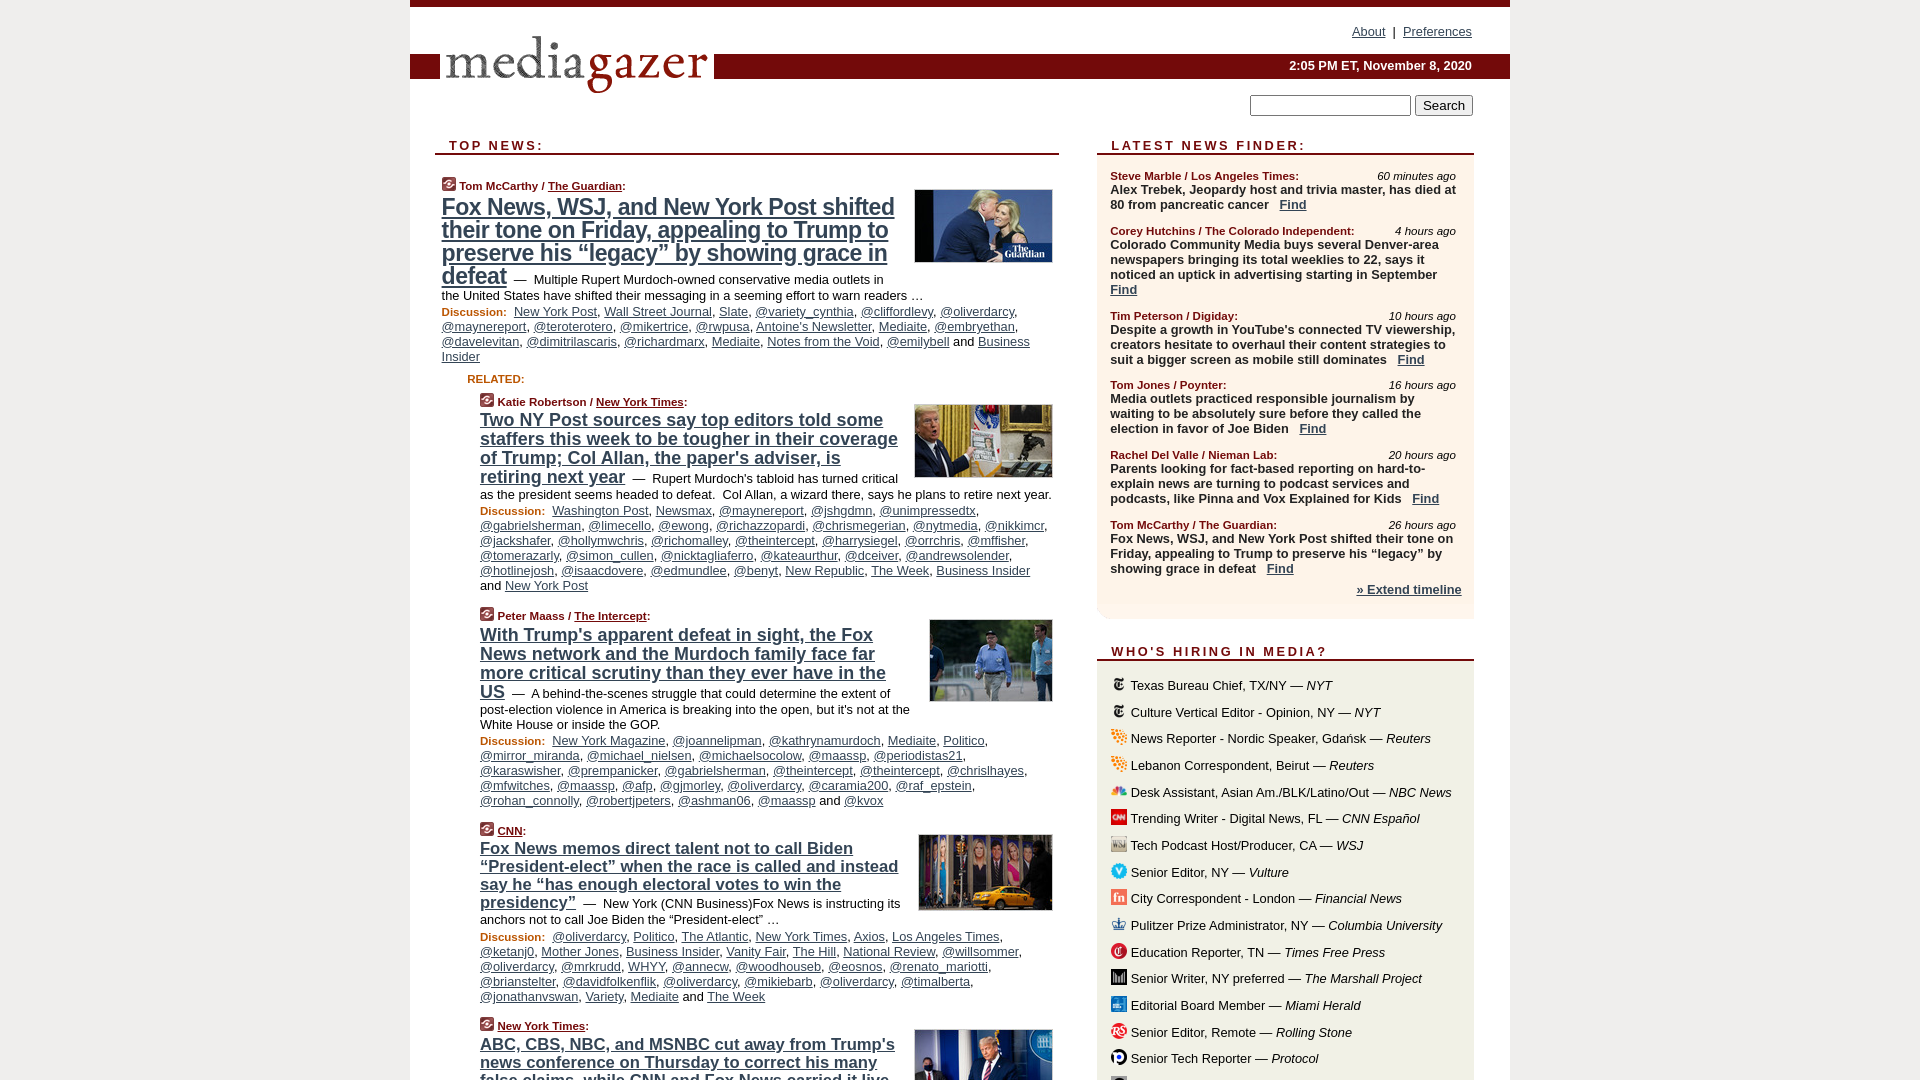 About | Preferences
mediagazer
2:05 PM ET, November 8, 2020
Search
TOP NEWS:
Tom McCarthy / The Guardian:
Fox News, WSJ, and New York Post shifted
their tone on Friday, appealing to Trump to
preserve his “legacy” by showing grace in
defeat — Multiple Rupert Murdoch-owned conservative media outlets in
the United States have shifted their messaging in a seeming effort to warn readers …
The Guardian
Discussion: New York Post, Wall Street Journal, Slate, @variety_cynthia, @cliffordlevy, @oliverdarcy,
@maynereport, @teroterotero, @mikertrice, @rwpusa, Antoine's Newsletter, Mediaite, @embryethan,
@davelevitan, @dimitrilascaris, @richardmarx, Mediaite, Notes from the Void, @emilybell and Business
Insider
RELATED:
Katie Robertson / New York Times:
Two NY Post sources say top editors told some
staffers this week to be tougher in their coverage
of Trump; Col Allan, the paper's adviser, is
retiring next year — Rupert Murdoch's tabloid has turned critical
as the president seems headed to defeat. Col Allan, a wizard there, says he plans to retire next year.
Discussion: Washington Post, Newsmax, @maynereport, @jshgdmn, @unimpressedtx,
@gabrielsherman, @limecello, @ewong, @richazzopardi, @chrismegerian, @nytmedia, @nikkimcr,
@jackshafer, @hollymwchris, @richomalley, @theintercept, @harrysiegel, @orrchris, @mffisher,
@tomerazarly, @simon_cullen, @nicktagliaferro, @kateaurthur, @dceiver, @andrewsolender,
@hotlinejosh, @isaacdovere, @edmundlee, @benyt, New Republic, The Week, Business Insider
and New York Post
Peter Maass / The Intercept:
With Trump's apparent defeat in sight, the Fox
News network and the Murdoch family face far
more critical scrutiny than they ever have in the
US — A behind-the-scenes struggle that could determine the extent of
post-election violence in America is breaking into the open, but it's not at the
White House or inside the GOP.
Discussion: New York Magazine, @joannelipman, @kathrynamurdoch, Mediaite, Politico,
@mirror_miranda, @michael_nielsen, @michaelsocolow, @maassp, @periodistas21,
@karaswisher, @prempanicker, @gabrielsherman, @theintercept, @theintercept, @chrislhayes,
@mfwitches, @maassp, @afp, @gjmorley, @oliverdarcy, @caramia200, @raf_epstein,
@rohan_connolly, @robertjpeters, @ashman06, @maassp and @kvox
CNN:
Fox News memos direct talent not to call Biden
“President-elect” when the race is called and instead
say he “has enough electoral votes to win the
presidency” — New York (CNN Business)Fox News is instructing its
anchors not to call Joe Biden the “President-elect” …
Discussion: @oliverdarcy, Politico, The Atlantic, New York Times, Axios, Los Angeles Times,
@ketanj0, Mother Jones, Business Insider, Vanity Fair, The Hill, National Review, @willsommer,
@oliverdarcy, @mrkrudd, WHYY, @annecw, @woodhouseb, @eosnos, @renato_mariotti,
@brianstelter, @davidfolkenflik, @oliverdarcy, @mikiebarb, @oliverdarcy, @timalberta,
@jonathanvswan, Variety, Mediaite and The Week
New York Times:
ABC, CBS, NBC, and MSNBC cut away from Trump's
news conference on Thursday to correct his many
false claims, while CNN and Fox News carried it live
LATEST NEWS FINDER:
Steve Marble / Los Angeles Times: 60 minutes ago
Alex Trebek, Jeopardy host and trivia master, has died at
80 from pancreatic cancer Find
Corey Hutchins / The Colorado Independent: 4 hours ago
Colorado Community Media buys several Denver-area
newspapers bringing its total weeklies to 22, says it
noticed an uptick in advertising starting in September
Find
Tim Peterson / Digiday: 10 hours ago
Despite a growth in YouTube's connected TV viewership,
creators hesitate to overhaul their content strategies to
suit a bigger screen as mobile still dominates Find
Tom Jones / Poynter: 16 hours ago
Media outlets practiced responsible journalism by
waiting to be absolutely sure before they called the
election in favor of Joe Biden Find
Rachel Del Valle / Nieman Lab: 20 hours ago
Parents looking for fact-based reporting on hard-to-
explain news are turning to podcast services and
podcasts, like Pinna and Vox Explained for Kids Find
Tom McCarthy / The Guardian: 26 hours ago
Fox News, WSJ, and New York Post shifted their tone on
Friday, appealing to Trump to preserve his “legacy” by
showing grace in defeat Find
» Extend timeline
WHO'S HIRING IN MEDIA?
Texas Bureau Chief, TX/NY — NYT
Culture Vertical Editor - Opinion, NY — NYT
News Reporter - Nordic Speaker, Gdańsk — Reuters
Lebanon Correspondent, Beirut — Reuters
Desk Assistant, Asian Am./BLK/Latino/Out — NBC News
Trending Writer - Digital News, FL — CNN Español
Tech Podcast Host/Producer, CA — WSJ
Senior Editor, NY — Vulture
City Correspondent - London — Financial News
Pulitzer Prize Administrator, NY — Columbia University
Education Reporter, TN — Times Free Press
Senior Writer, NY preferred — The Marshall Project
Editorial Board Member — Miami Herald
Senior Editor, Remote — Rolling Stone
Senior Tech Reporter — Protocol